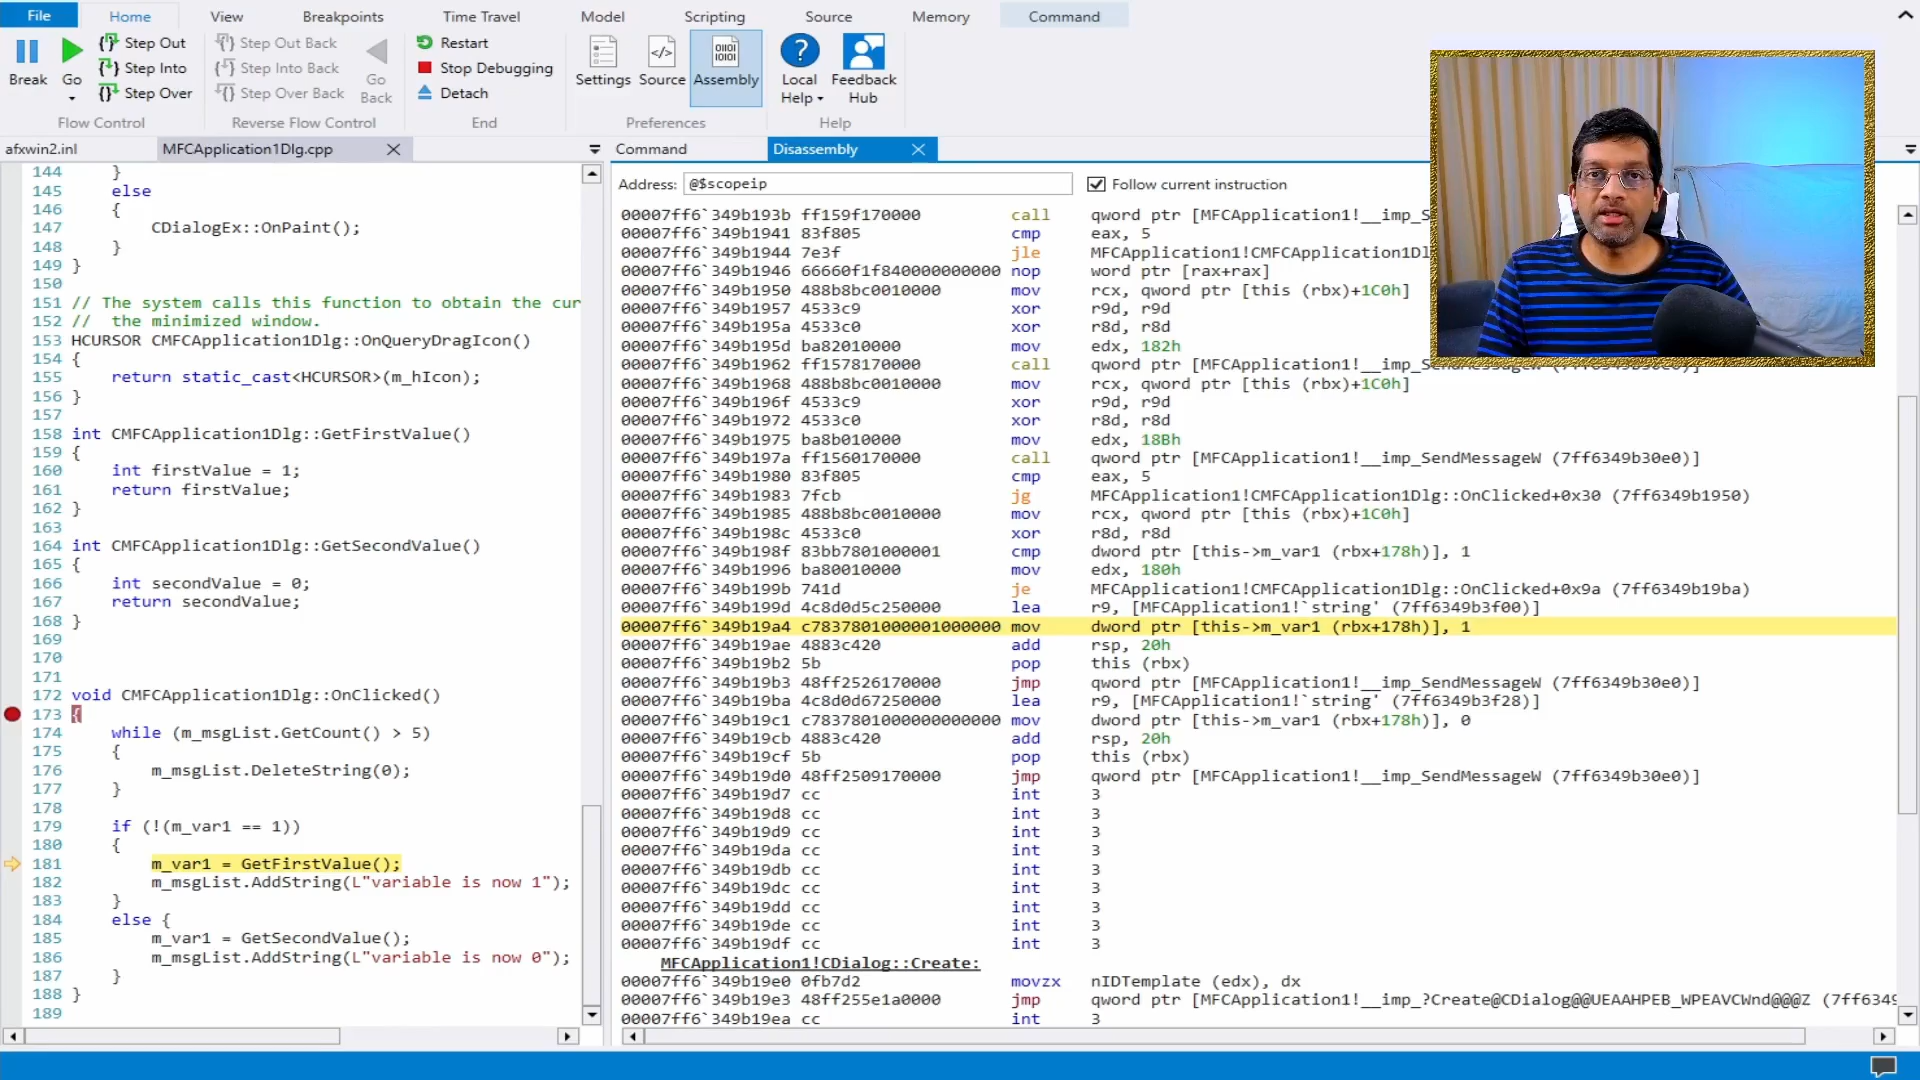 File Home View Breakpoints Time Travel Model Scripting Source Memory Command
Break
Go
Step Out
Step Into
Step Over
Flow Control
Step Out Back
Step Into Back
Step Over Back
Go Back
Reverse Flow Control
Restart
Stop Debugging
Detach
End
Settings Source Assembly
Preferences
Local Help
Feedback Hub
Help
afxwin2.inl MFCApplication1Dlg.cpp
144 }
145 else
146 {
147 CDialogEx::OnPaint();
148 }
149 }
150
151 // The system calls this function to obtain the cur
152 // the minimized window.
153 HCURSOR CMFCApplication1Dlg::OnQueryDragIcon()
154 {
155 return static_cast<HCURSOR>(m_hIcon);
156 }
157
158 int CMFCApplication1Dlg::GetFirstValue()
159 {
160 int firstValue = 1;
161 return firstValue;
162 }
163
164 int CMFCApplication1Dlg::GetSecondValue()
165 {
166 int secondValue = 0;
167 return secondValue;
168 }
169
170
171
172 void CMFCApplication1Dlg::OnClicked()
173 {
174 while (m_msgList.GetCount() > 5)
175 {
176 m_msgList.DeleteString(0);
177 }
178
179 if (!(m_var1 == 1))
180 {
181 m_var1 = GetFirstValue();
182 m_msgList.AddString(L"variable is now 1");
183 }
184 else {
185 m_var1 = GetSecondValue();
186 m_msgList.AddString(L"variable is now 0");
187 }
188 }
189
Command Disassembly
Address: @$scopeip Follow current instruction
00007ff6`349b193b ff159f170000 call qword ptr [MFCApplication1!__imp_S
00007ff6`349b1941 83f805 cmp eax, 5
00007ff6`349b1944 7e3f jle MFCApplication1!CMFCApplication1Dl
00007ff6`349b1946 66660f1f840000000000 nop word ptr [rax+rax]
00007ff6`349b1950 488b8bc0010000 mov rcx, qword ptr [this (rbx)+1C0h]
00007ff6`349b1957 4533c9 xor r9d, r9d
00007ff6`349b195a 4533c0 xor r8d, r8d
00007ff6`349b195d ba82010000 mov edx, 182h
00007ff6`349b1962 ff1578170000 call qword ptr [MFCApplication1!__imp_SendMessageW (7ff6349b30e0)]
00007ff6`349b1968 488b8bc0010000 mov rcx, qword ptr [this (rbx)+1C0h]
00007ff6`349b196f 4533c9 xor r9d, r9d
00007ff6`349b1972 4533c0 xor r8d, r8d
00007ff6`349b1975 ba8b010000 mov edx, 18Bh
00007ff6`349b197a ff1560170000 call qword ptr [MFCApplication1!__imp_SendMessageW (7ff6349b30e0)]
00007ff6`349b1980 83f805 cmp eax, 5
00007ff6`349b1983 7fcb jg MFCApplication1!CMFCApplication1Dlg::OnClicked+0x30 (7ff6349b1950)
00007ff6`349b1985 488b8bc0010000 mov rcx, qword ptr [this (rbx)+1C0h]
00007ff6`349b198c 4533c0 xor r8d, r8d
00007ff6`349b198f 83bb7801000001 cmp dword ptr [this->m_var1 (rbx+178h)], 1
00007ff6`349b1996 ba80010000 mov edx, 180h
00007ff6`349b199b 741d je MFCApplication1!CMFCApplication1Dlg::OnClicked+0x9a (7ff6349b19ba)
00007ff6`349b199d 4c8d0d5c250000 lea r9, [MFCApplication1!`string' (7ff6349b3f00)]
00007ff6`349b19a4 c7837801000001000000 mov dword ptr [this->m_var1 (rbx+178h)], 1
00007ff6`349b19ae 4883c420 add rsp, 20h
00007ff6`349b19b2 5b pop this (rbx)
00007ff6`349b19b3 48ff2526170000 jmp qword ptr [MFCApplication1!__imp_SendMessageW (7ff6349b30e0)]
00007ff6`349b19ba 4c8d0d67250000 lea r9, [MFCApplication1!`string' (7ff6349b3f28)]
00007ff6`349b19c1 c7837801000000000000 mov dword ptr [this->m_var1 (rbx+178h)], 0
00007ff6`349b19cb 4883c420 add rsp, 20h
00007ff6`349b19cf 5b pop this (rbx)
00007ff6`349b19d0 48ff2509170000 jmp qword ptr [MFCApplication1!__imp_SendMessageW (7ff6349b30e0)]
00007ff6`349b19d7 cc int 3
00007ff6`349b19d8 cc int 3
00007ff6`349b19d9 cc int 3
00007ff6`349b19da cc int 3
00007ff6`349b19db cc int 3
00007ff6`349b19dc cc int 3
00007ff6`349b19dd cc int 3
00007ff6`349b19de cc int 3
00007ff6`349b19df cc int 3
MFCApplication1!CDialog::Create:
00007ff6`349b19e0 0fb7d2 movzx nIDTemplate (edx), dx
00007ff6`349b19e3 48ff255e1a0000 jmp qword ptr [MFCApplication1!__imp_?Create@CDialog@@UEAAHPEB_WPEAVCWnd@@@Z (7ff6349
00007ff6`349b19ea cc int 3